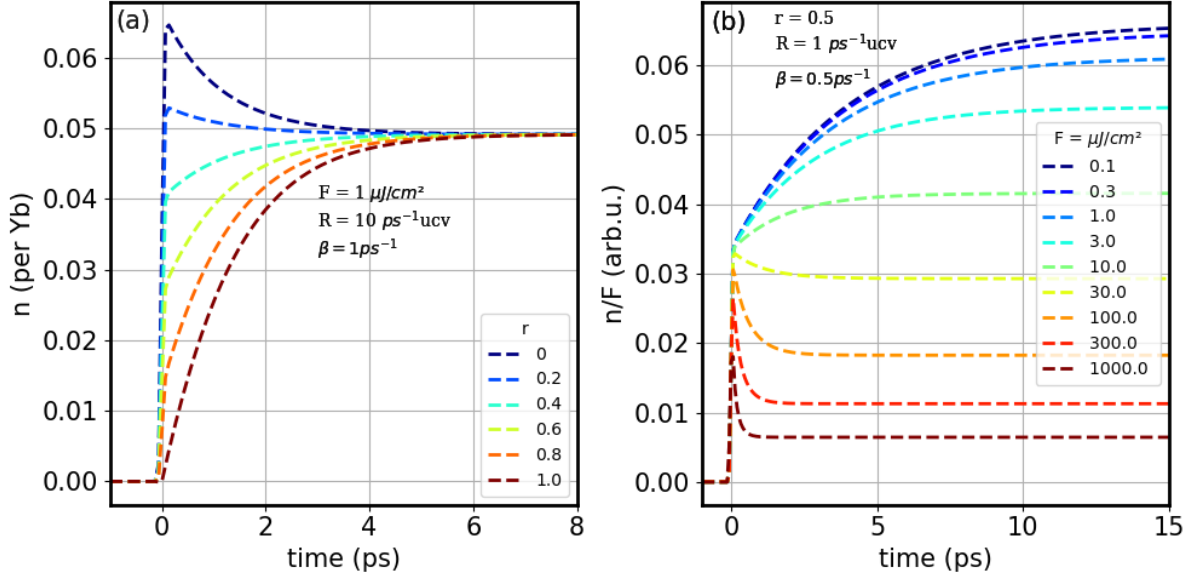 (a)
n (per Yb)
0.06
0.05
0.04
0.03
0.02
0.01
0.00
F = 1 μJ/cm²
R = 10 ps⁻¹ucv
β = 1ps⁻¹
r
0
0.2
0.4
0.6
0.8
1.0
0 2 4 6 8
time (ps)
(b)
n/F (arb.u.)
0.06
0.05
0.04
0.03
0.02
0.01
0.00
r = 0.5
R = 1 ps⁻¹ucv
β = 0.5ps⁻¹
F = μJ/cm²
0.1
0.3
1.0
3.0
10.0
30.0
100.0
300.0
1000.0
0 5 10 15
time (ps)